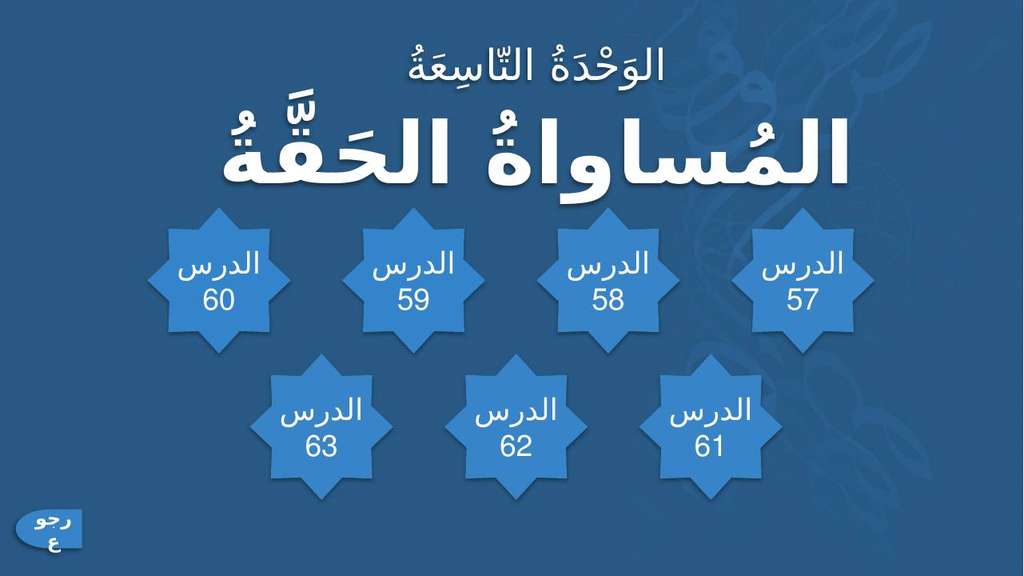 الوَحْدَةُ التّاسِعَةُ
المُساواةُ الحَقَّةُ
الدرس
57
الدرس
58
الدرس
59
الدرس
60
الدرس
61
الدرس
62
الدرس
63
رجو
ع